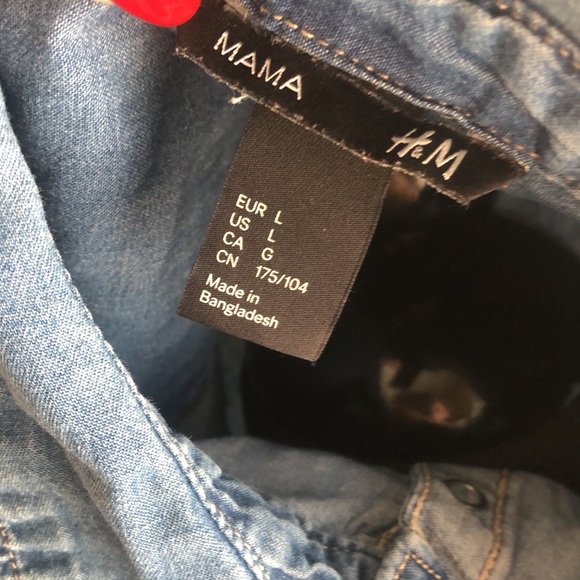 MAMA
H&M
EUR L
US L
CA G
CN 175/104
Made in
Bangladesh